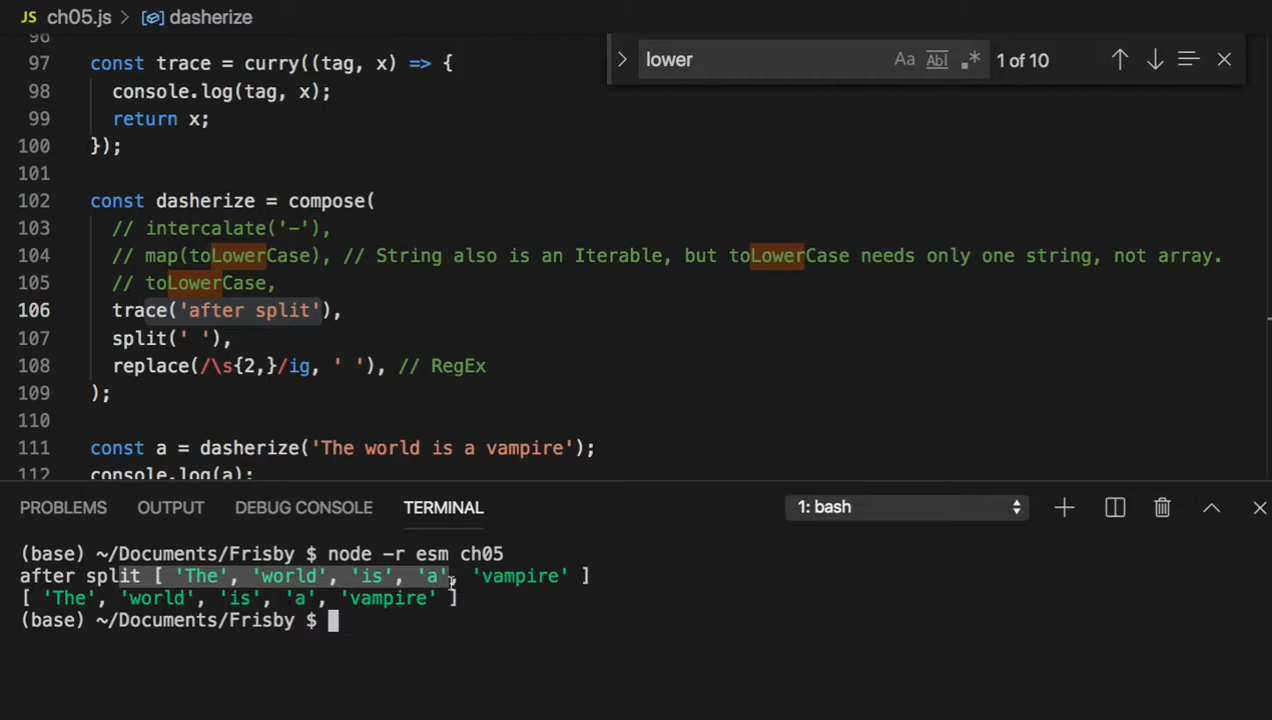 JS ch05.js > dasherize
96
97 const trace = curry((tag, x) => {
lower
Aa Abl .* 1 of 10
98 console.log(tag, x);
99 return x;
100 });
101
102 const dasherize = compose(
103 // intercalate('-'),
104 // map(toLowerCase), // String also is an Iterable, but toLowerCase needs only one string, not array.
105 // toLowerCase,
106 trace('after split'),
107 split(' '),
108 replace(/\s{2,}/ig, ' '), // RegEx
109 );
110
111 const a = dasherize('The world is a vampire');
112 console.log(a);
PROBLEMS OUTPUT DEBUG CONSOLE TERMINAL 1: bash
(base) ~/Documents/Frisby $ node -r esm ch05
after split [ 'The', 'world', 'is', 'a', 'vampire' ]
[ 'The', 'world', 'is', 'a', 'vampire' ]
(base) ~/Documents/Frisby $